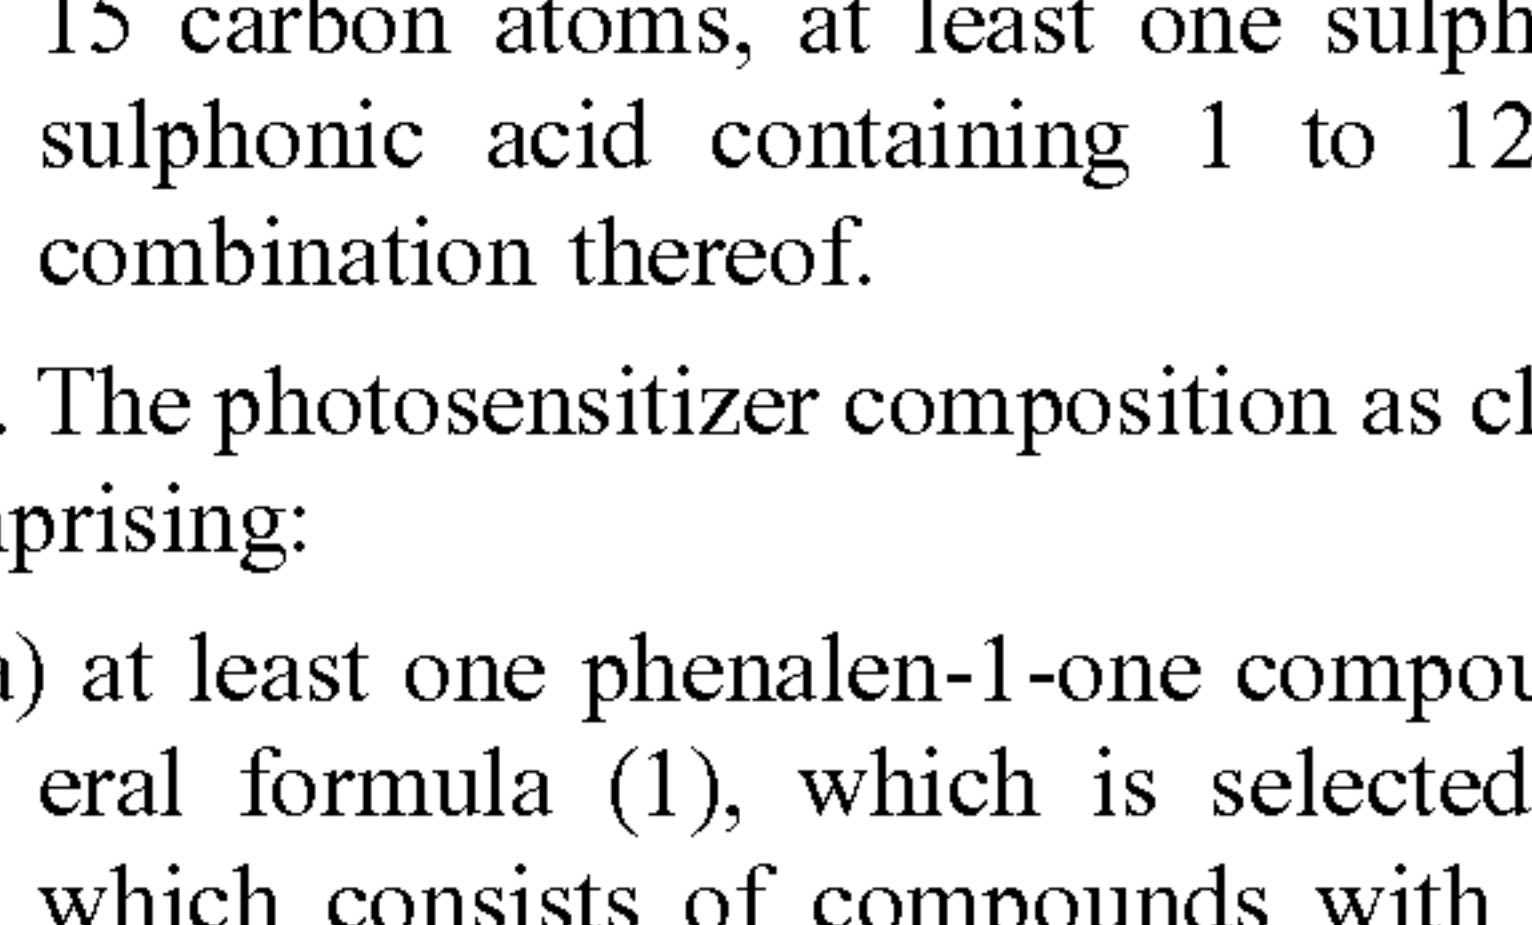 15 carbon atoms, at least one sulph
sulphonic acid containing 1 to 12
combination thereof.
. The photosensitizer composition as cl
prising:
a) at least one phenalen-1-one compou
eral formula (1), which is selected
which consists of compounds with